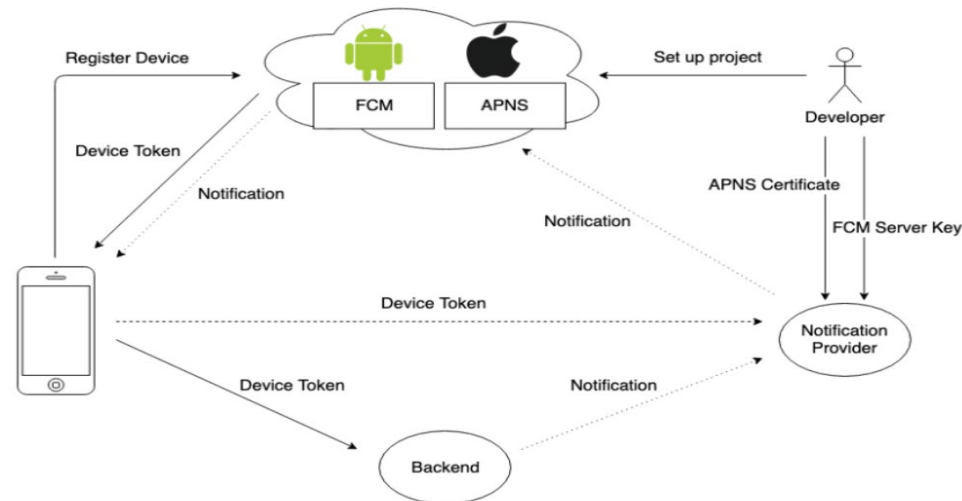 Register Device
Set up project
FCM
APNS
Developer
Device Token
Notification
APNS Certificate
Notification
FCM Server Key
Device Token
Notification
Provider
Device Token
Notification
Backend